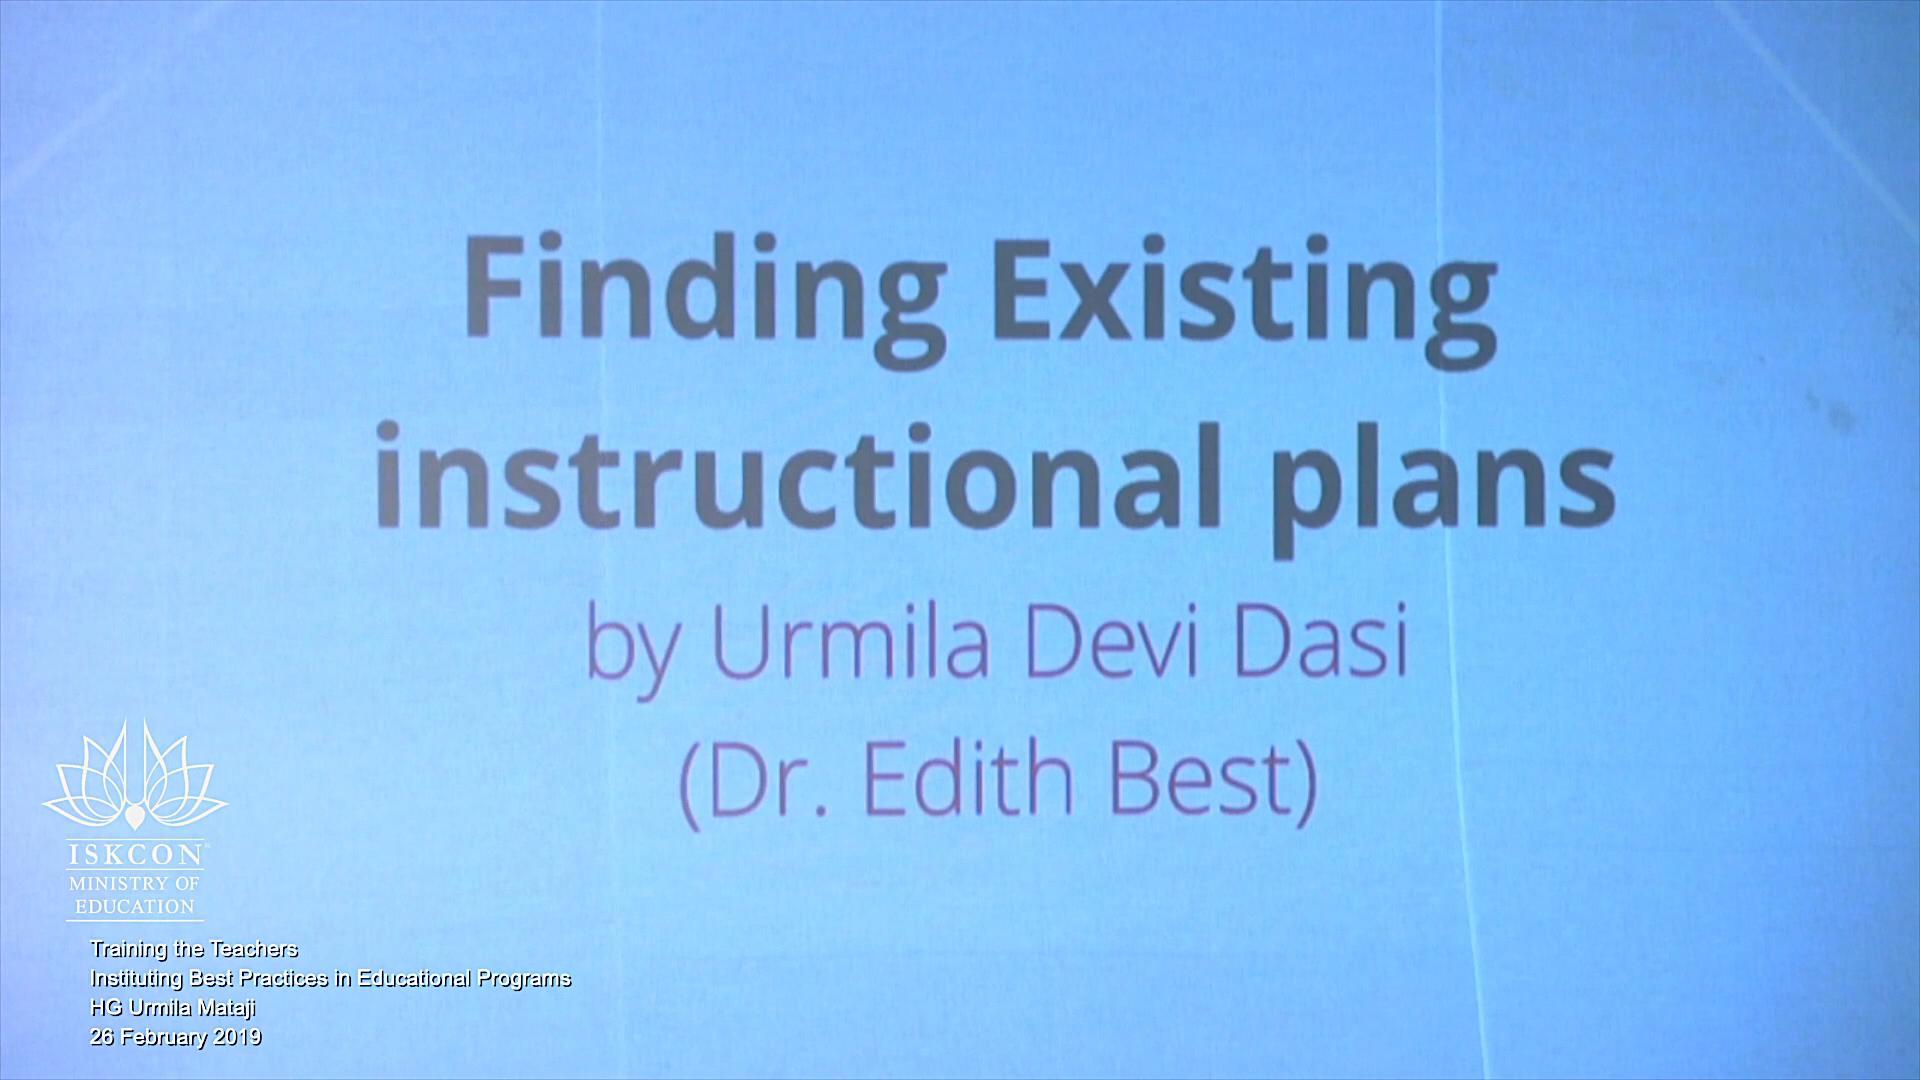 Finding Existing
instructional plans
by Urmila Devi Dasi
(Dr. Edith Best)
ISKCON
MINISTRY OF
EDUCATION
Training the Teachers
Instituting Best Practices in Educational Programs
HG Urmila Mataji
26 February 2019